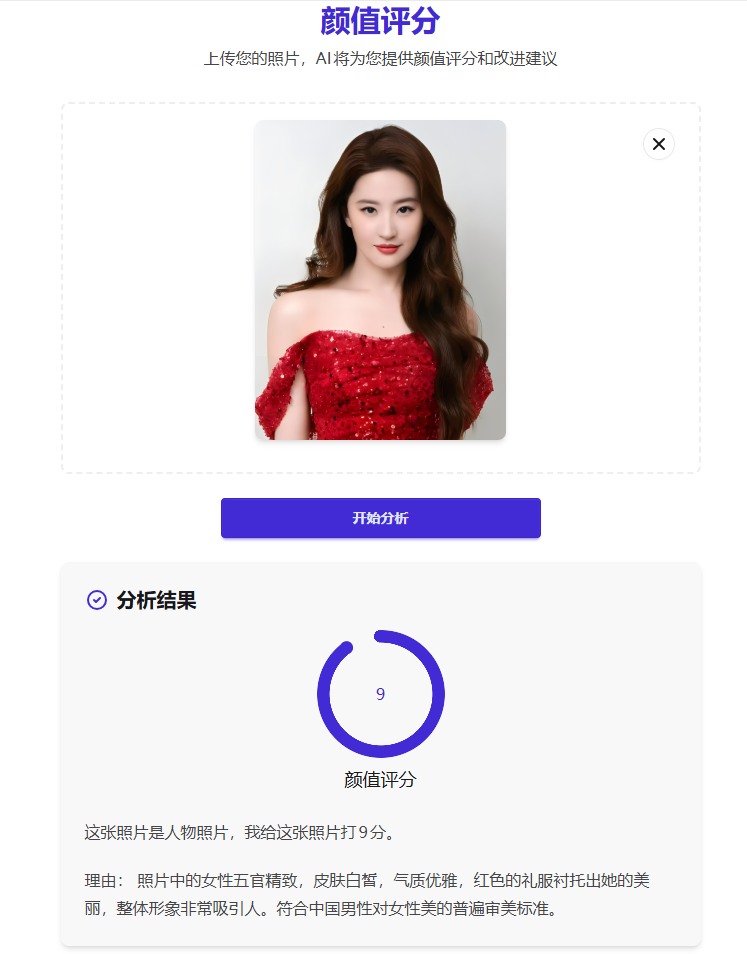 颜值评分
上传您的照片，AI将为您提供颜值评分和改进建议
开始分析
分析结果
9
颜值评分
这张照片是人物照片，我给这张照片打9分。
理由： 照片中的女性五官精致，皮肤白皙，气质优雅，红色的礼服衬托出她的美
丽，整体形象非常吸引人。符合中国男性对女性美的普遍审美标准。